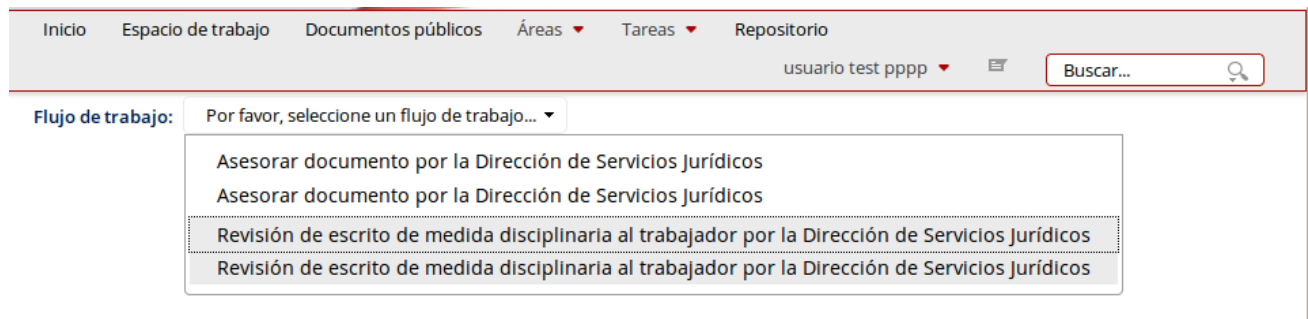 Inicio Espacio de trabajo Documentos públicos Áreas Tareas Repositorio
usuario test pppp Buscar...
Flujo de trabajo: Por favor, seleccione un flujo de trabajo...
Asesorar documento por la Dirección de Servicios Jurídicos
Asesorar documento por la Dirección de Servicios Jurídicos
Revisión de escrito de medida disciplinaria al trabajador por la Dirección de Servicios Jurídicos
Revisión de escrito de medida disciplinaria al trabajador por la Dirección de Servicios Jurídicos